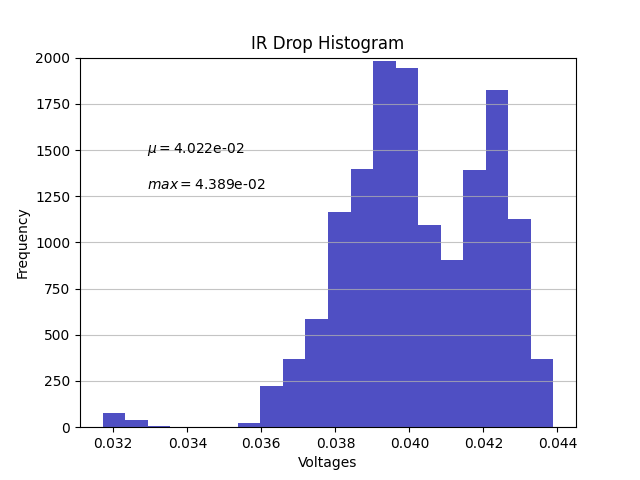 IR Drop Histogram
2000
1750
1500
1250
1000
750
500
250
0
Frequency
μ = 4.022e-02
max = 4.389e-02
0.032 0.034 0.036 0.038 0.040 0.042 0.044
Voltages